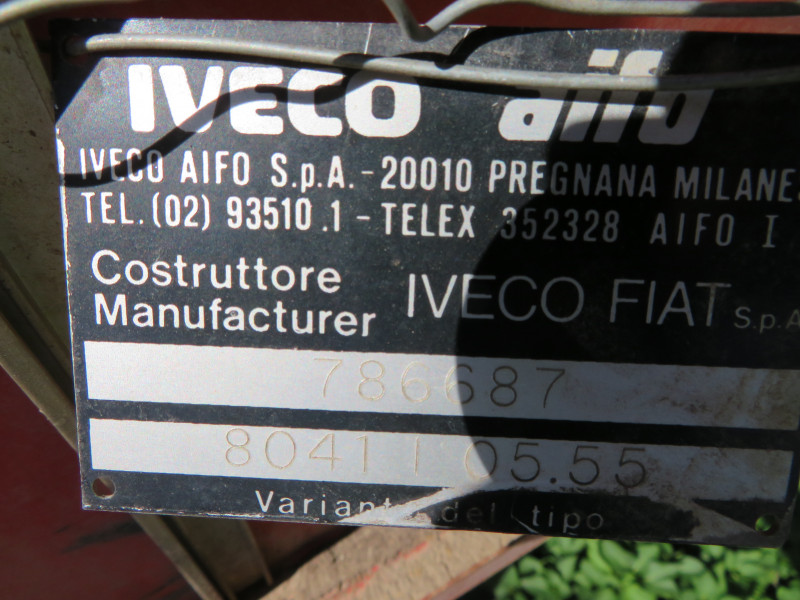 IVECO aifo
IVECO AIFO S.p.A. - 20010 PREGNANA MILANE
TEL. (02) 93510.1 - TELEX 352328 AIFO I
Costruttore
Manufacturer IVECO FIAT S.p.A
786687
8041 I 05.55
Variante del tipo